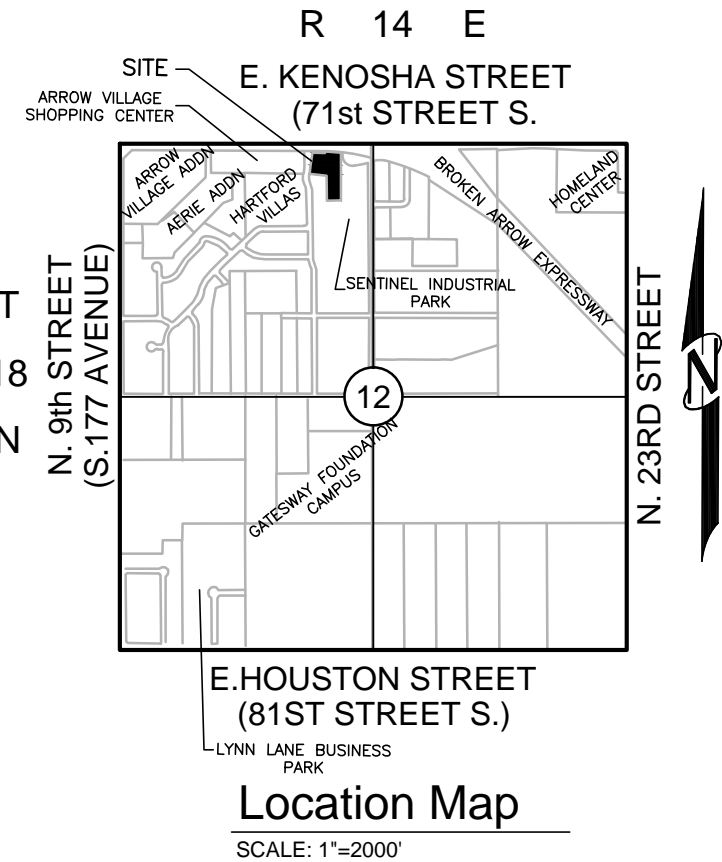 R 14 E
SITE
E. KENOSHA STREET
(71st STREET S.
ARROW VILLAGE
SHOPPING CENTER
ARROW
VILLAGE ADDN
AERIE ADDN
HARTFORD
VILLAS
BROKEN ARROW EXPRESSWAY
HOMELAND
CENTER
SENTINEL INDUSTRIAL
PARK
T
18
N
N. 9th STREET
(S.177 AVENUE)
12
N. 23RD STREET
N
GATESWAY FOUNDATION
CAMPUS
E.HOUSTON STREET
(81ST STREET S.)
LYNN LANE BUSINESS
PARK
Location Map
SCALE: 1"=2000'